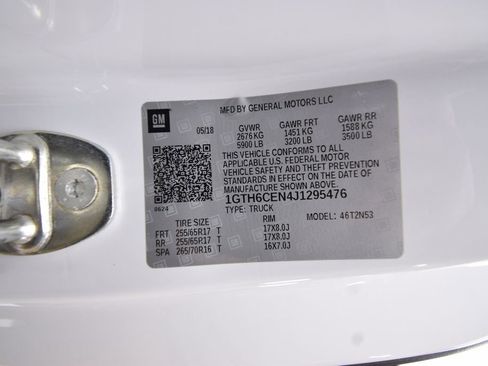 MFD BY GENERAL MOTORS LLC
GM
05/18
GVWR GAWR FRT GAWR RR
2676 KG 1451 KG 1588 KG
5900 LB 3200 LB 3500 LB
THIS VEHICLE CONFORMS TO ALL
APPLICABLE U.S. FEDERAL MOTOR
VEHICLE SAFETY AND THEFT PREVENTION
STANDARDS IN EFFECT ON THE DATE OF
MANUFACTURE SHOWN ABOVE.
1GTH6CEN4J1295476
0624
TYPE: TRUCK
MODEL: 46T2N53
TIRE SIZE RIM
FRT 255/65R17 T 17X8.0J
RR 255/65R17 T 17X8.0J
SPA 265/70R16 T 16X7.0J